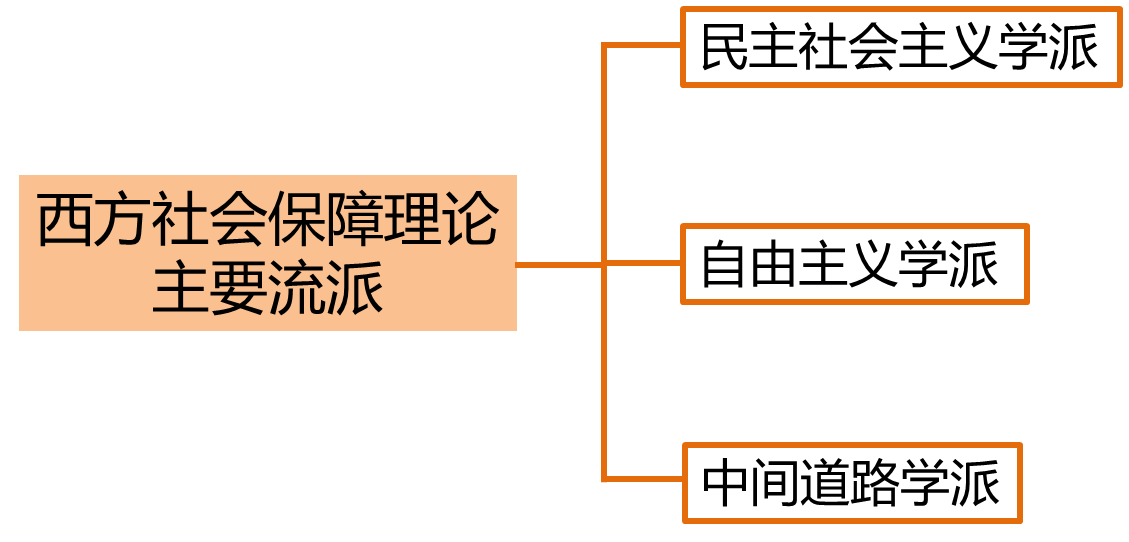 民主社会主义学派
西方社会保障理论
主要流派
自由主义学派
中间道路学派